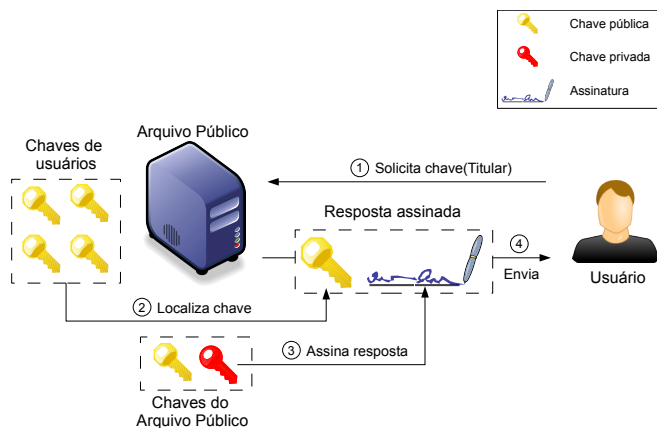 Chave pública
Chave privada
Assinatura
Chaves de
usuários
Arquivo Público
① Solicita chave(Titular)
Resposta assinada
④
Envia
Usuário
② Localiza chave
③ Assina resposta
Chaves do
Arquivo Público